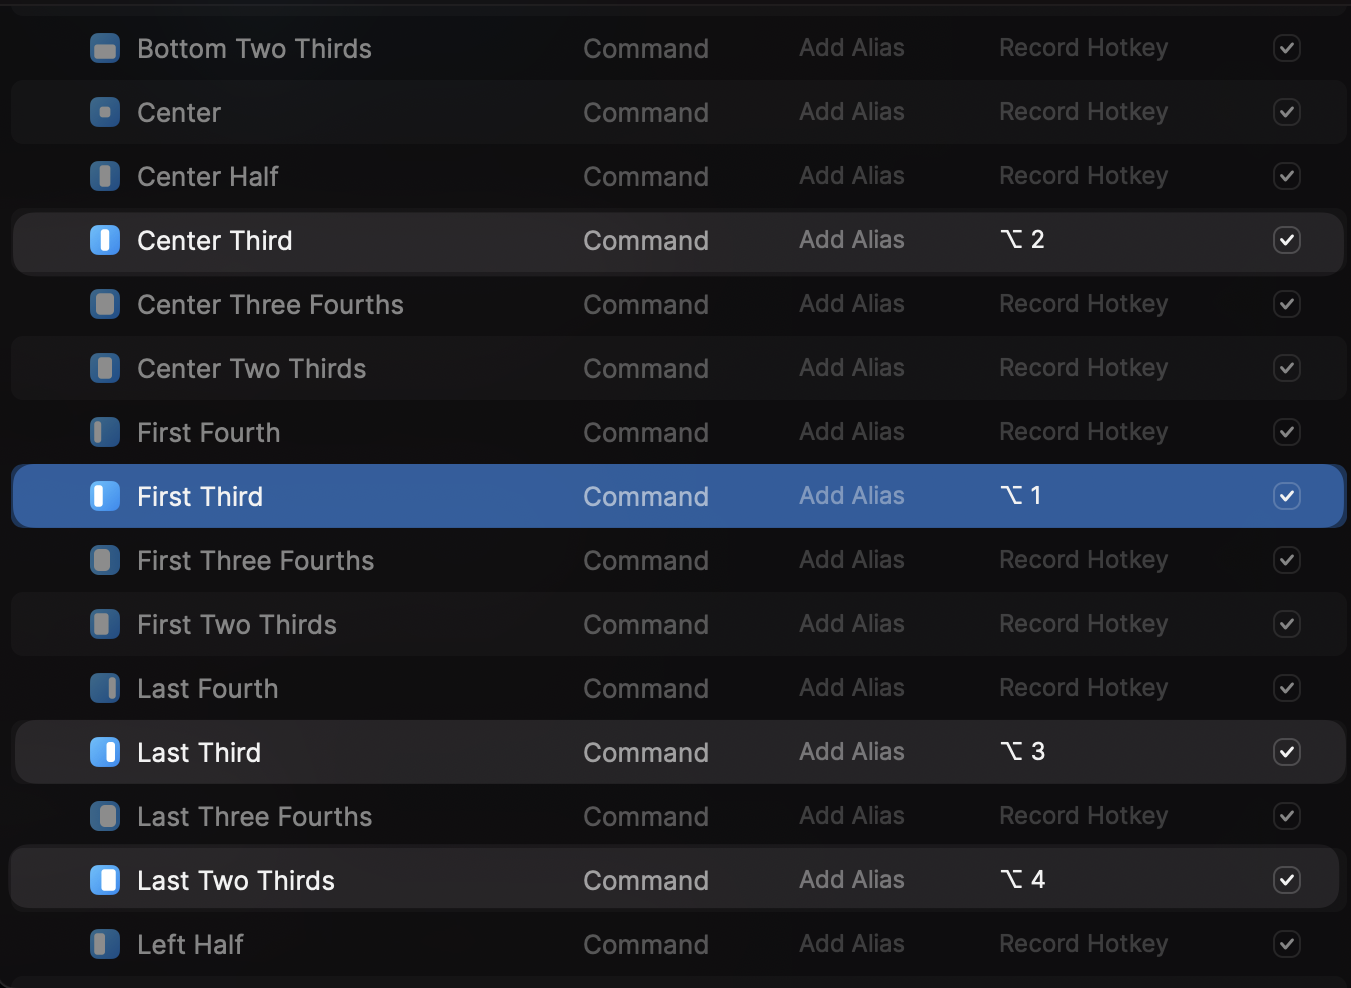 Bottom Two Thirds Command Add Alias Record Hotkey
Center Command Add Alias Record Hotkey
Center Half Command Add Alias Record Hotkey
Center Third Command Add Alias ⌥ 2
Center Three Fourths Command Add Alias Record Hotkey
Center Two Thirds Command Add Alias Record Hotkey
First Fourth Command Add Alias Record Hotkey
First Third Command Add Alias ⌥ 1
First Three Fourths Command Add Alias Record Hotkey
First Two Thirds Command Add Alias Record Hotkey
Last Fourth Command Add Alias Record Hotkey
Last Third Command Add Alias ⌥ 3
Last Three Fourths Command Add Alias Record Hotkey
Last Two Thirds Command Add Alias ⌥ 4
Left Half Command Add Alias Record Hotkey